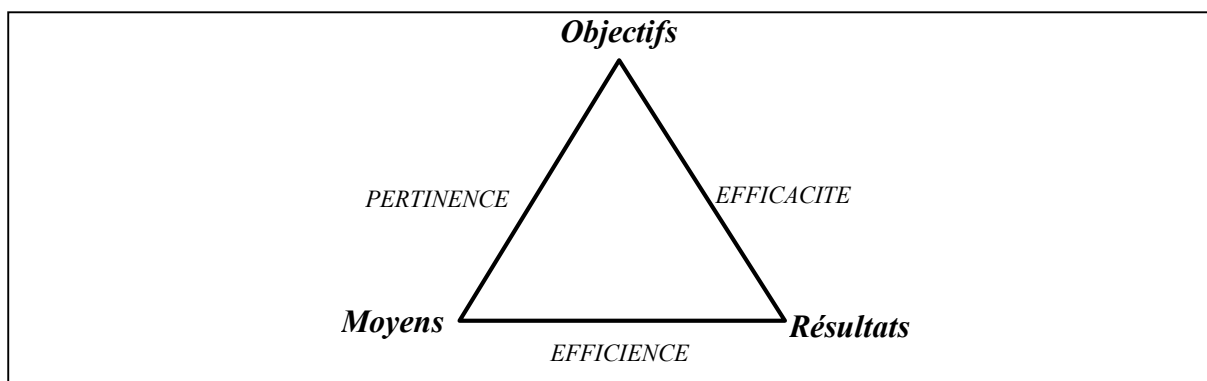 Objectifs
PERTINENCE
EFFICACITE
Moyens
Résultats
EFFICIENCE